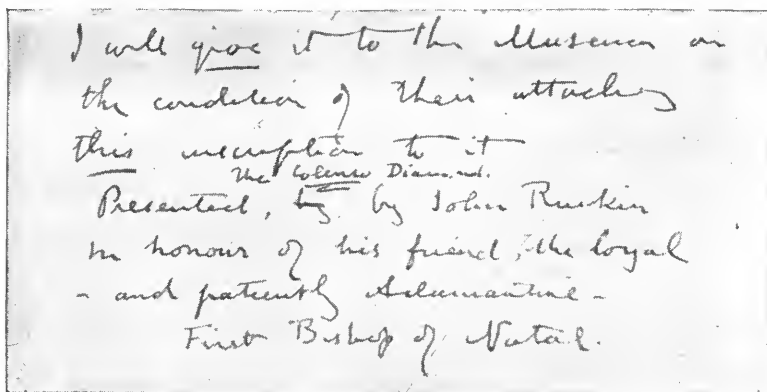 I will give it to the Museum on
the condition of their attaching
this inscription to it
The Colenso Diamond.
Presented, by by John Ruskin
in honour of his friend, the loyal
- and patiently Adamantine -
First Bishop of Natal.